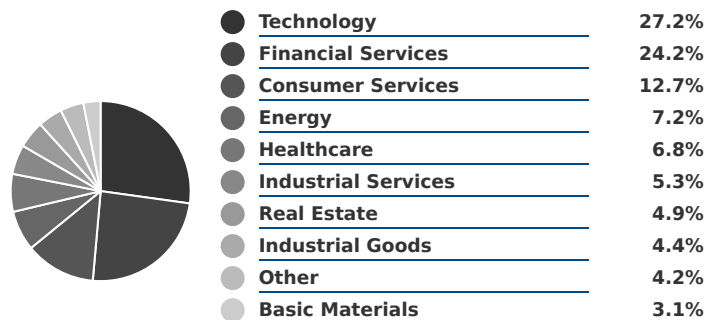 Technology 27.2%
Financial Services 24.2%
Consumer Services 12.7%
Energy 7.2%
Healthcare 6.8%
Industrial Services 5.3%
Real Estate 4.9%
Industrial Goods 4.4%
Other 4.2%
Basic Materials 3.1%